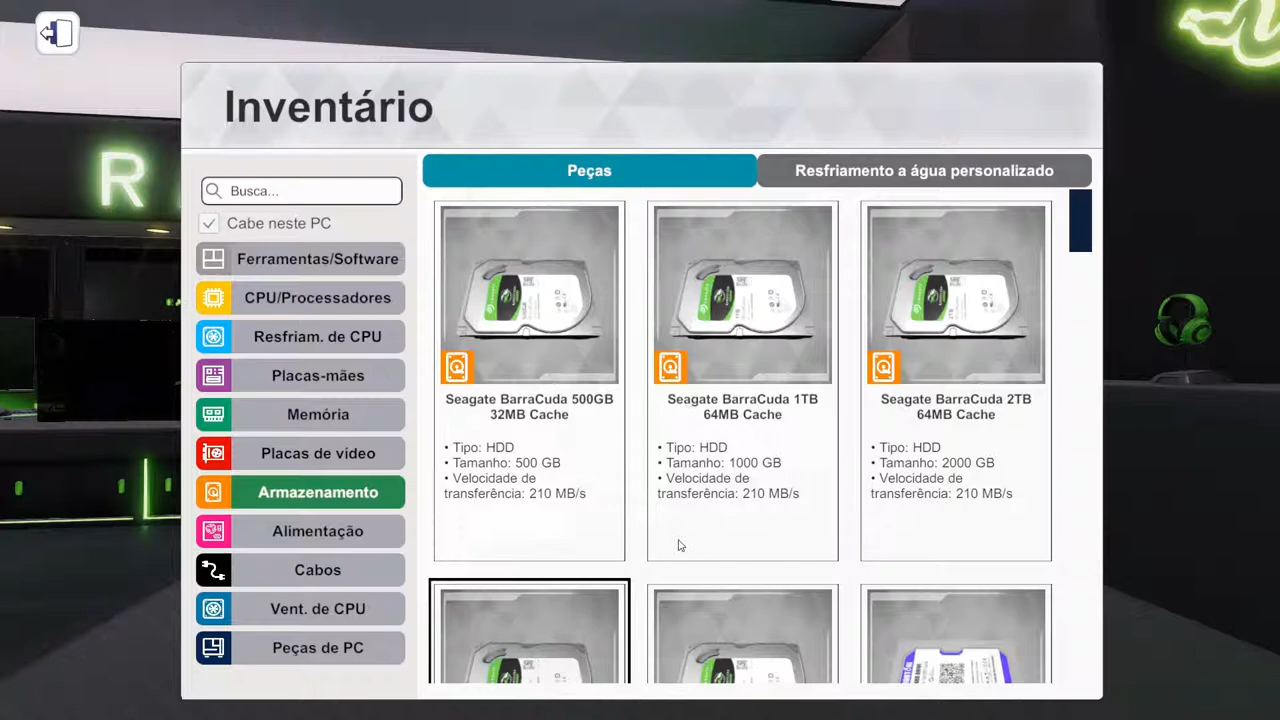 Inventário
Busca...
Cabe neste PC
Ferramentas/Software
CPU/Processadores
Resfriam. de CPU
Placas-mães
Memória
Placas de vídeo
Armazenamento
Alimentação
Cabos
Vent. de CPU
Peças de PC
Peças
Resfriamento a água personalizado
Seagate BarraCuda 500GB
32MB Cache
• Tipo: HDD
• Tamanho: 500 GB
• Velocidade de
transferência: 210 MB/s
Seagate BarraCuda 1TB
64MB Cache
• Tipo: HDD
• Tamanho: 1000 GB
• Velocidade de
transferência: 210 MB/s
Seagate BarraCuda 2TB
64MB Cache
• Tipo: HDD
• Tamanho: 2000 GB
• Velocidade de
transferência: 210 MB/s
R